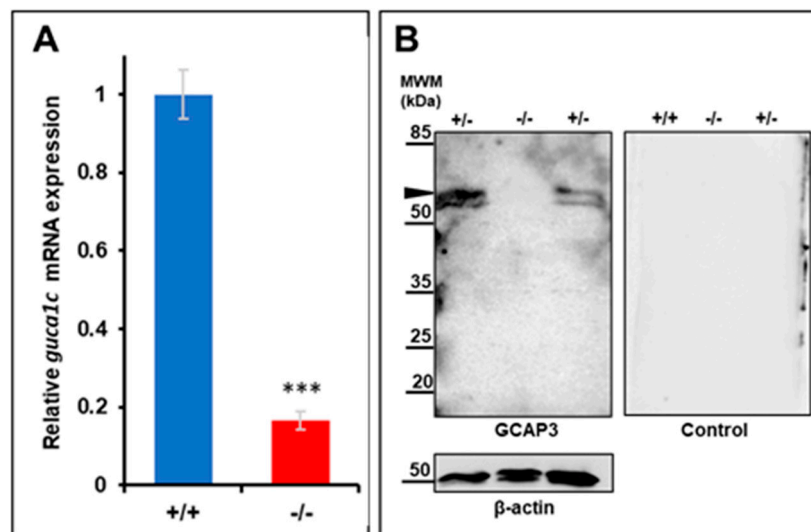 A
Relative guca1c mRNA expression
1
0.8
0.6
0.4
0.2
0
***
+/+ -/-
B
MWM
(kDa)
+/- -/- +/- +/+ -/- +/-
85
50
35
25
20
GCAP3 Control
50
β-actin